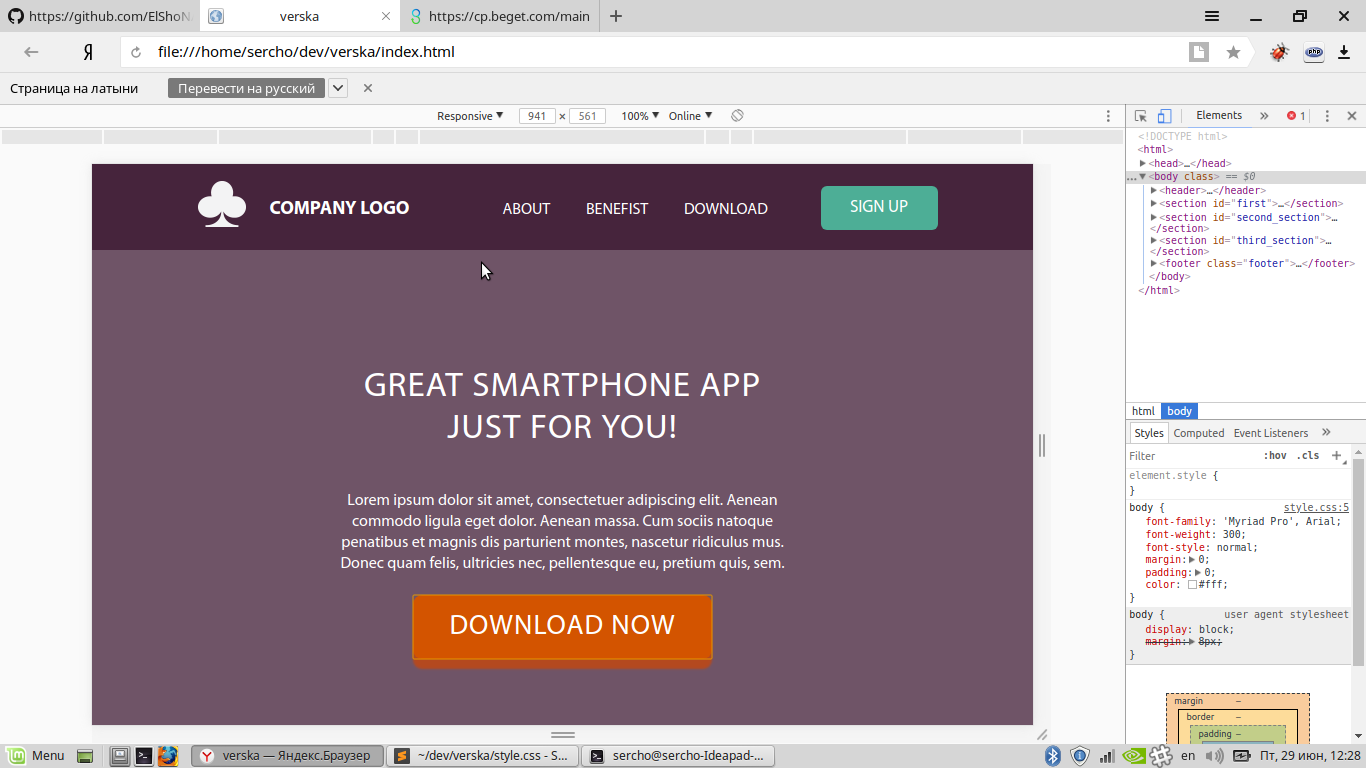 https://github.com/ElShoN
verska
https://cp.beget.com/main
Я
file:///home/sercho/dev/verska/index.html
php
Страница на латыни
Перевести на русский
Responsive
941
×
561
100%
Online
Elements
1
COMPANY LOGO
ABOUT
BENEFIST
DOWNLOAD
SIGN UP
GREAT SMARTPHONE APP
JUST FOR YOU!
Lorem ipsum dolor sit amet, consectetuer adipiscing elit. Aenean
commodo ligula eget dolor. Aenean massa. Cum sociis natoque
penatibus et magnis dis parturient montes, nascetur ridiculus mus.
Donec quam felis, ultricies nec, pellentesque eu, pretium quis, sem.
DOWNLOAD NOW
<!DOCTYPE html>
<html>
<head>…</head>
…<body class> == $0
<header>…</header>
<section id="first">…</section>
<section id="second_section">…
</section>
<section id="third_section">…
</section>
<footer class="footer">…</footer>
</body>
</html>
html
body
Styles
Computed
Event Listeners
»
Filter
:hov
.cls
+
element.style {
}
body {
style.css:5
font-family: 'Myriad Pro', Arial;
font-weight: 300;
font-style: normal;
margin: 0;
padding: 0;
color: #fff;
}
body {
user agent stylesheet
display: block;
margin: 8px;
}
margin –
border –
padding –
Menu
verska — Яндекс.Браузер
~/dev/verska/style.css - S...
sercho@sercho-Ideapad-...
en
Пт, 29 июн, 12:28